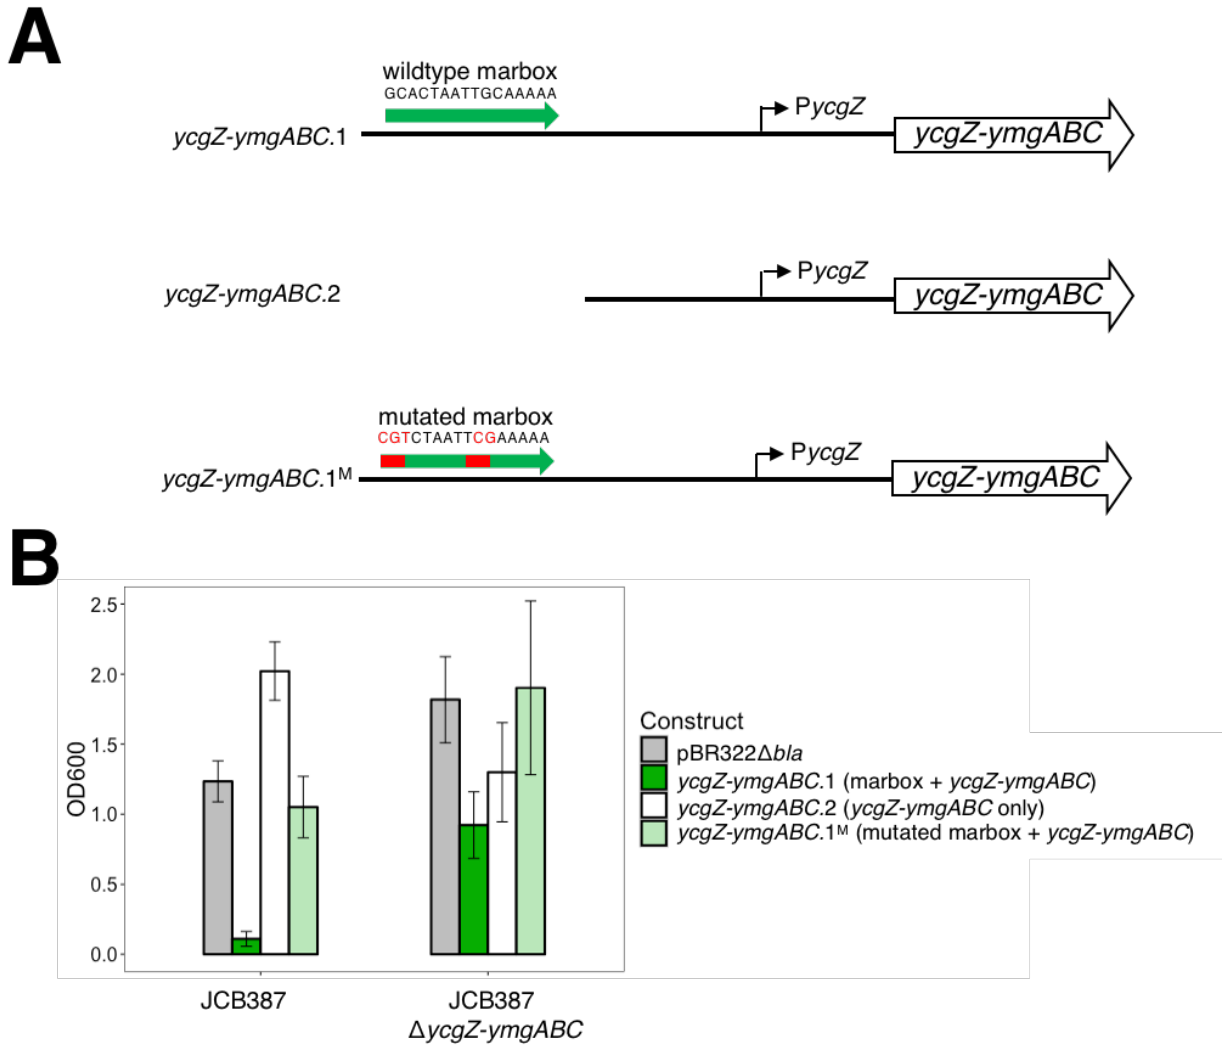 A
wildtype marbox
GCACTAATTGCAAAAA
PycgZ
ycgZ-ymgABC.1
ycgZ-ymgABC
PycgZ
ycgZ-ymgABC.2
ycgZ-ymgABC
mutated marbox
CGTCTAATTCGAAAAA
PycgZ
ycgZ-ymgABC.1ᴹ
ycgZ-ymgABC
B
OD600
2.5
2.0
1.5
1.0
0.5
0.0
JCB387
JCB387
ΔycgZ-ymgABC
Construct
pBR322Δbla
ycgZ-ymgABC.1 (marbox + ycgZ-ymgABC)
ycgZ-ymgABC.2 (ycgZ-ymgABC only)
ycgZ-ymgABC.1ᴹ (mutated marbox + ycgZ-ymgABC)